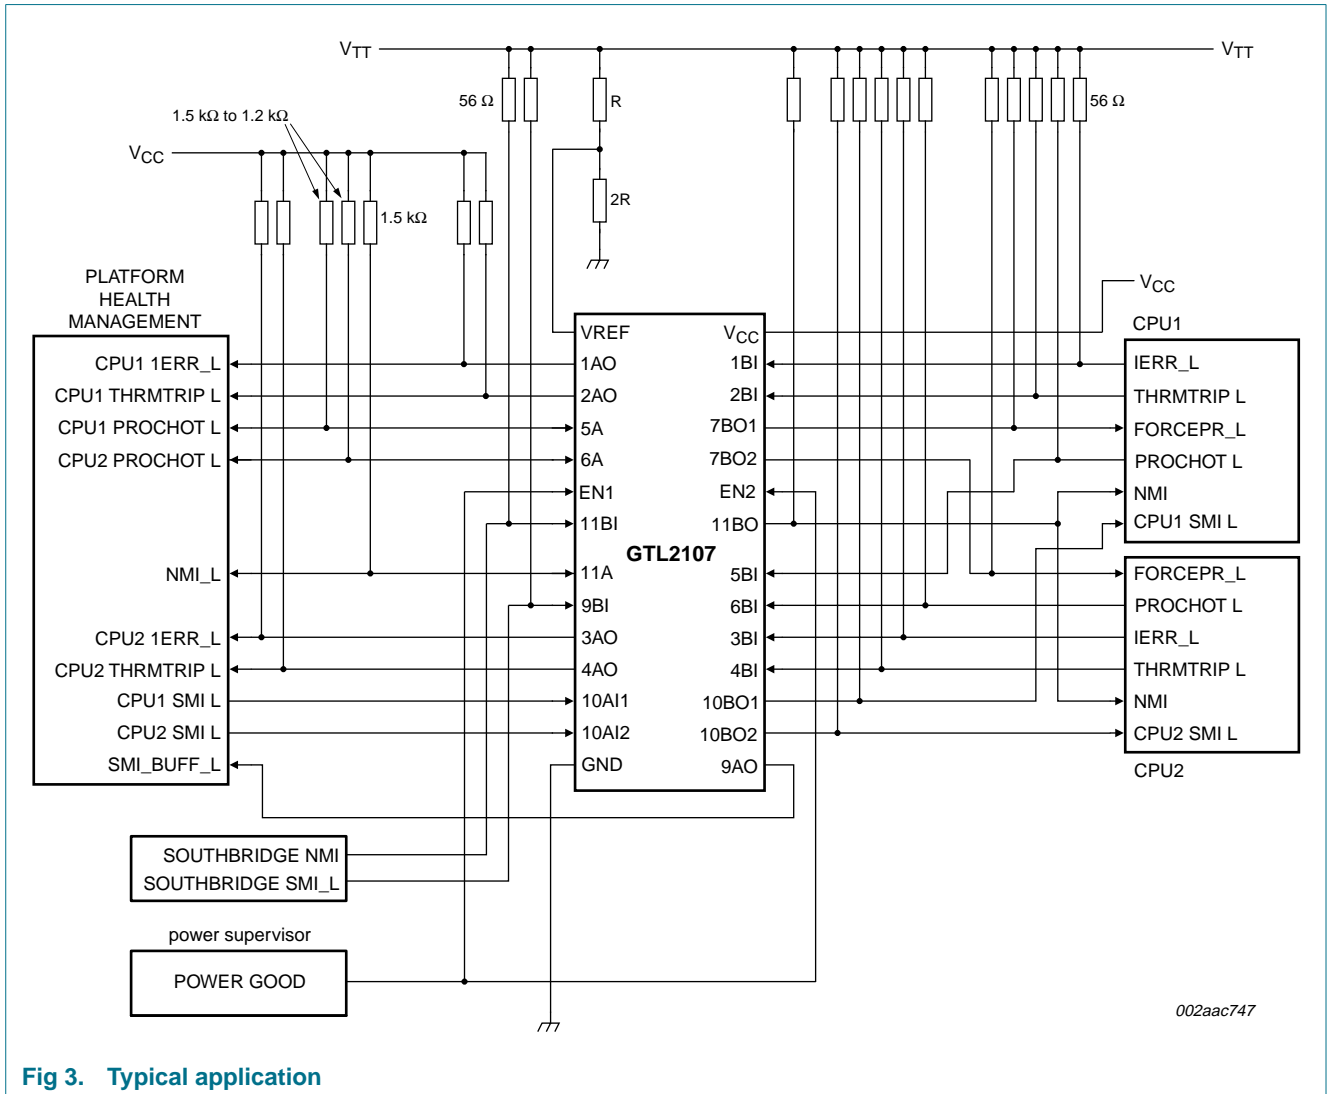 VTT
VTT
56 Ω
R
56 Ω
1.5 kΩ to 1.2 kΩ
VCC
2R
1.5 kΩ
PLATFORM
HEALTH
MANAGEMENT
CPU1 1ERR_L
CPU1 THRMTRIP L
CPU1 PROCHOT L
CPU2 PROCHOT L
NMI_L
CPU2 1ERR_L
CPU2 THRMTRIP L
CPU1 SMI L
CPU2 SMI L
SMI_BUFF_L
VREF
1AO
2AO
5A
6A
EN1
11BI
11A
9BI
3AO
4AO
10AI1
10AI2
GND
GTL2107
VCC
1BI
2BI
7BO1
7BO2
EN2
11BO
5BI
6BI
3BI
4BI
10BO1
10BO2
9AO
VCC
CPU1
IERR_L
THRMTRIP L
FORCEPR_L
PROCHOT L
NMI
CPU1 SMI L
FORCEPR_L
PROCHOT L
IERR_L
THRMTRIP L
NMI
CPU2 SMI L
CPU2
SOUTHBRIDGE NMI
SOUTHBRIDGE SMI_L
power supervisor
POWER GOOD
002aac747
Fig 3. Typical application